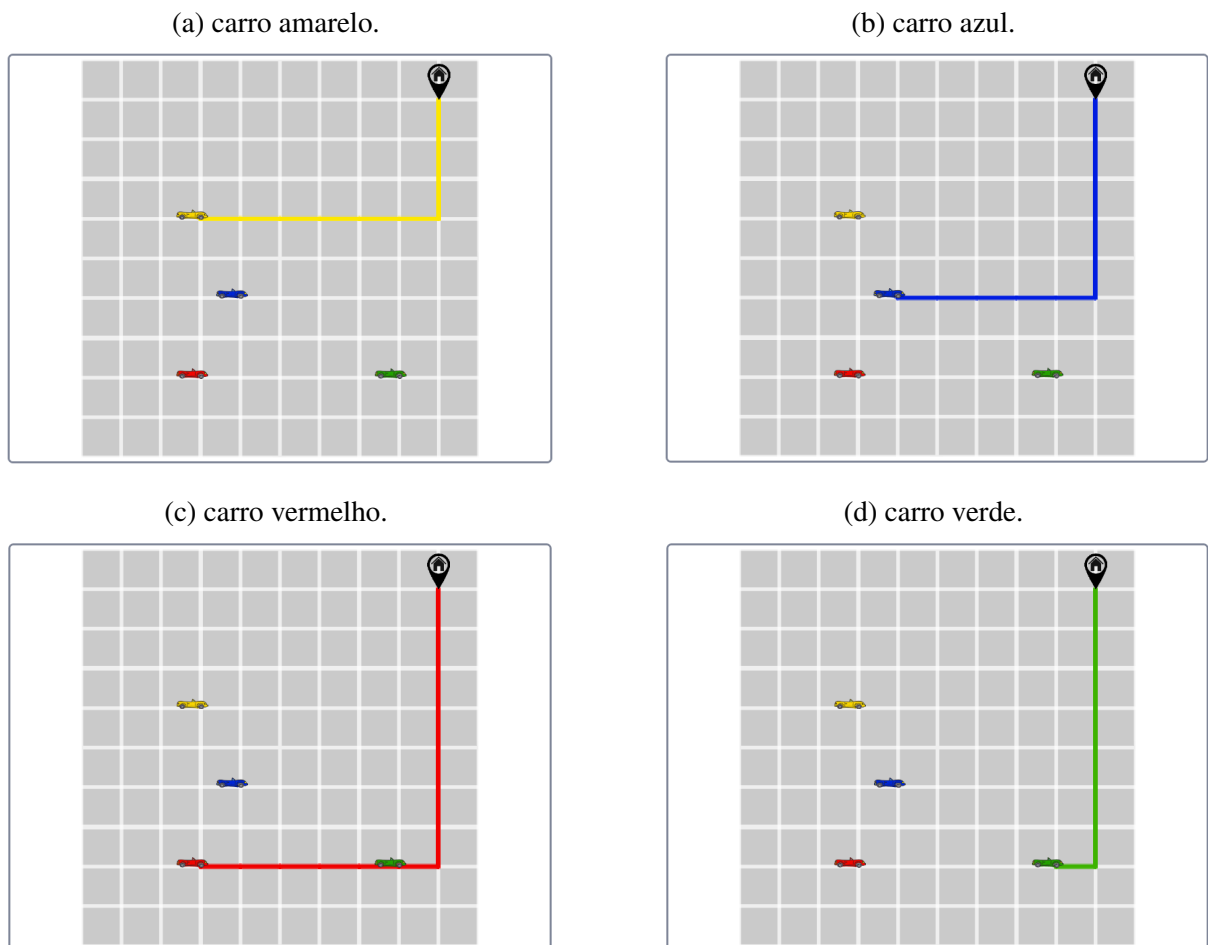 (a) carro amarelo.
(b) carro azul.
(c) carro vermelho.
(d) carro verde.